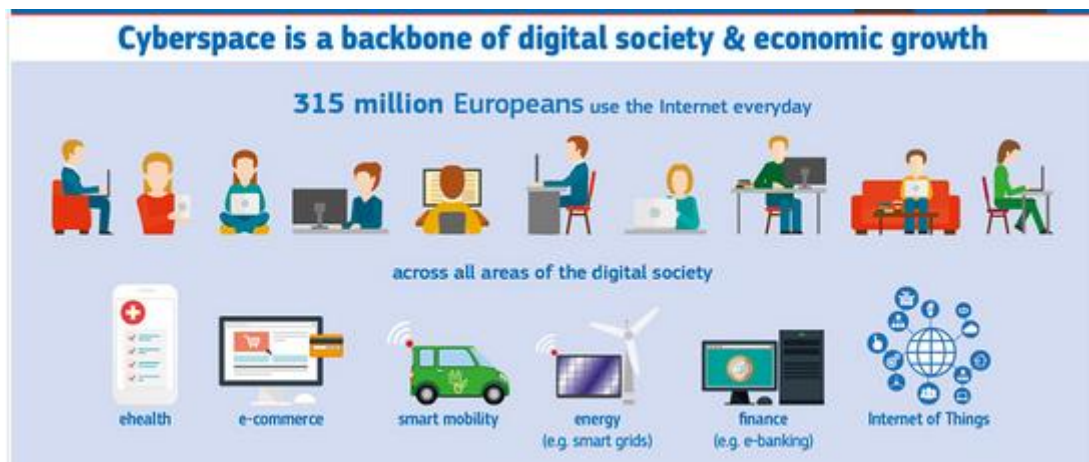 Cyberspace is a backbone of digital society & economic growth
315 million Europeans use the Internet everyday
across all areas of the digital society
ehealth
e-commerce
smart mobility
energy
(e.g. smart grids)
finance
(e.g. e-banking)
Internet of Things